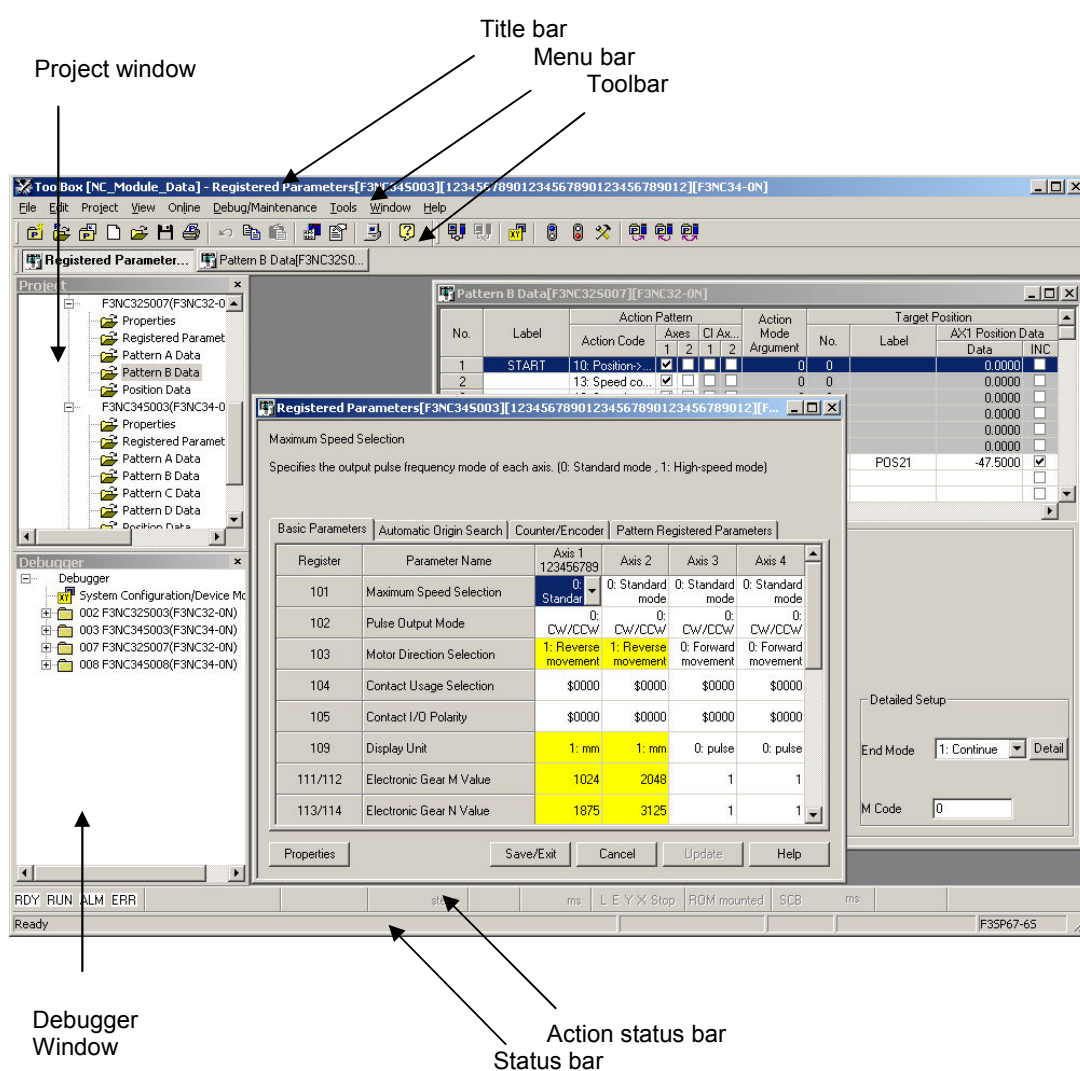 Title bar
Menu bar
Project window
Toolbar
ToolBox [NC_Module_Data] - Registered Parameters[F3NC34S003][12345678901234567890123456789012][F3NC34-0N]
File Edit Project View Online Debug/Maintenance Tools Window Help
Registered Parameter... Pattern B Data[F3NC32S0...
Project
F3NC32S007(F3NC32-0
Properties
Registered Paramet
Pattern A Data
Pattern B Data
Position Data
F3NC34S003(F3NC34-0
Properties
Registered Paramet
Pattern A Data
Pattern B Data
Pattern C Data
Pattern D Data
Position Data
Pattern B Data[F3NC32S007][F3NC32-0N]
No. Label Action Pattern Action Mode Argument Target Position
Action Code Axes CI Ax... No. Label AX1 Position Data
1 2 1 2 Data INC
1 START 10: Position->... 0 0 0.0000
2 13: Speed co... 0 0 0.0000
0.0000
0.0000
0.0000
0.0000
POS21 -47.5000
Registered Parameters[F3NC34S003][12345678901234567890123456789012][F...
Maximum Speed Selection
Specifies the output pulse frequency mode of each axis. (0: Standard mode , 1: High-speed mode)
Basic Parameters Automatic Origin Search Counter/Encoder Pattern Registered Parameters
Register Parameter Name Axis 1 123456789 Axis 2 Axis 3 Axis 4
101 Maximum Speed Selection 0: Standar 0: Standard mode 0: Standard mode 0: Standard mode
102 Pulse Output Mode 0: CW/CCW 0: CW/CCW 0: CW/CCW 0: CW/CCW
103 Motor Direction Selection 1: Reverse movement 1: Reverse movement 0: Forward movement 0: Forward movement
104 Contact Usage Selection $0000 $0000 $0000 $0000
105 Contact I/O Polarity $0000 $0000 $0000 $0000
109 Display Unit 1: mm 1: mm 0: pulse 0: pulse
111/112 Electronic Gear M Value 1024 2048 1 1
113/114 Electronic Gear N Value 1875 3125 1 1
Properties Save/Exit Cancel Update Help
Detailed Setup
End Mode 1: Continue Detail
M Code 0
Debugger
Debugger
System Configuration/Device Mo
002 F3NC32S003(F3NC32-0N)
003 F3NC34S003(F3NC34-0N)
007 F3NC32S007(F3NC32-0N)
008 F3NC34S008(F3NC34-0N)
RDY RUN ALM ERR ms L E Y X Stop ROM mounted SCB ms
Ready F3SP67-6S
Debugger
Window
Action status bar
Status bar